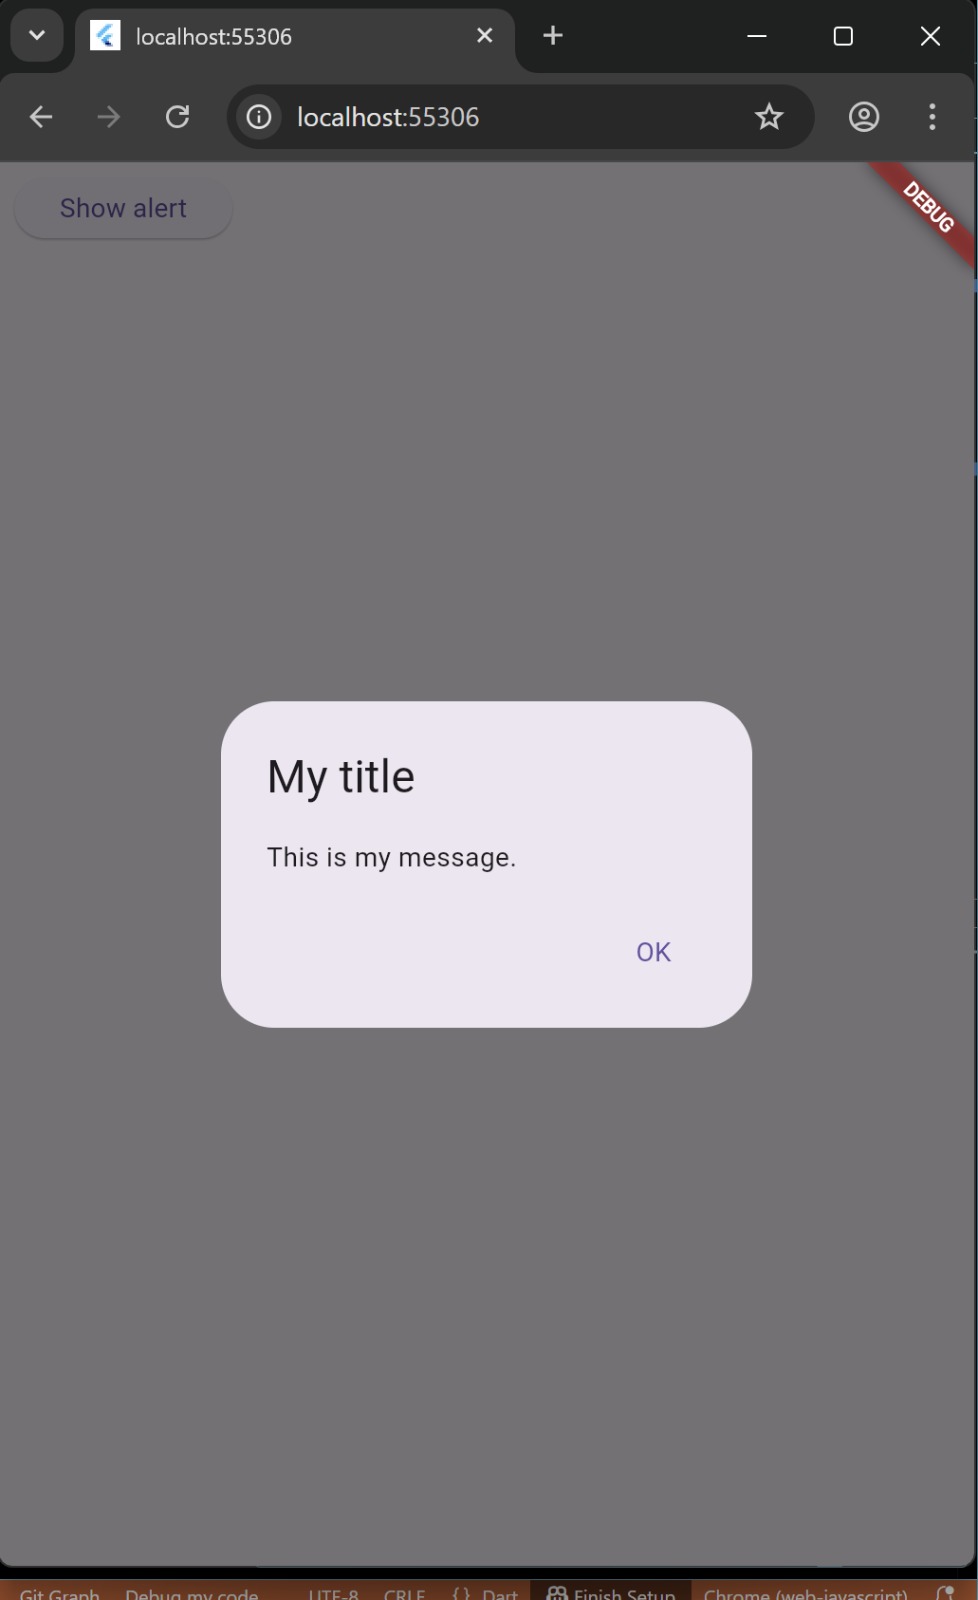 localhost:55306
localhost:55306
Show alert
DEBUG
My title
This is my message.
OK
Git Graph Debug my code UTF-8 CRLF { } Dart Finish Setup Chrome (web-javascript)